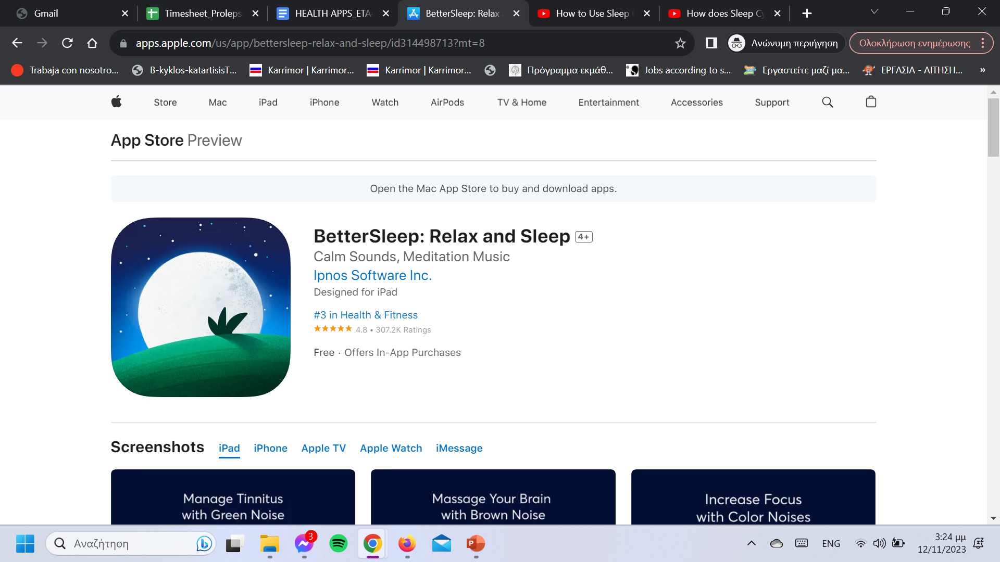 Gmail
Timesheet_Proleps
HEALTH APPS_ETA
BetterSleep: Relax
How to Use Sleep
How does Sleep Cy
apps.apple.com/us/app/bettersleep-relax-and-sleep/id314498713?mt=8
Ανώνυμη περιήγηση
Ολοκλήρωση ενημέρωσης
Trabaja con nosotro...
B-kyklos-katartisisT...
Karrimor | Karrimor...
Karrimor | Karrimor...
Πρόγραμμα εκμάθ...
Jobs according to s...
Εργαστείτε μαζί μα...
ΕΡΓΑΣΙΑ - ΑΙΤΗΣΗ...
»
Store
Mac
iPad
iPhone
Watch
AirPods
TV & Home
Entertainment
Accessories
Support
App Store Preview
Open the Mac App Store to buy and download apps.
BetterSleep: Relax and Sleep 4+
Calm Sounds, Meditation Music
Ipnos Software Inc.
Designed for iPad
#3 in Health & Fitness
★★★★★ 4.8 • 307.2K Ratings
Free · Offers In-App Purchases
Screenshots
iPad
iPhone
Apple TV
Apple Watch
iMessage
Manage Tinnitus
with Green Noise
Massage Your Brain
with Brown Noise
Increase Focus
with Color Noises
Αναζήτηση
3
ENG
3:24 μμ
12/11/2023